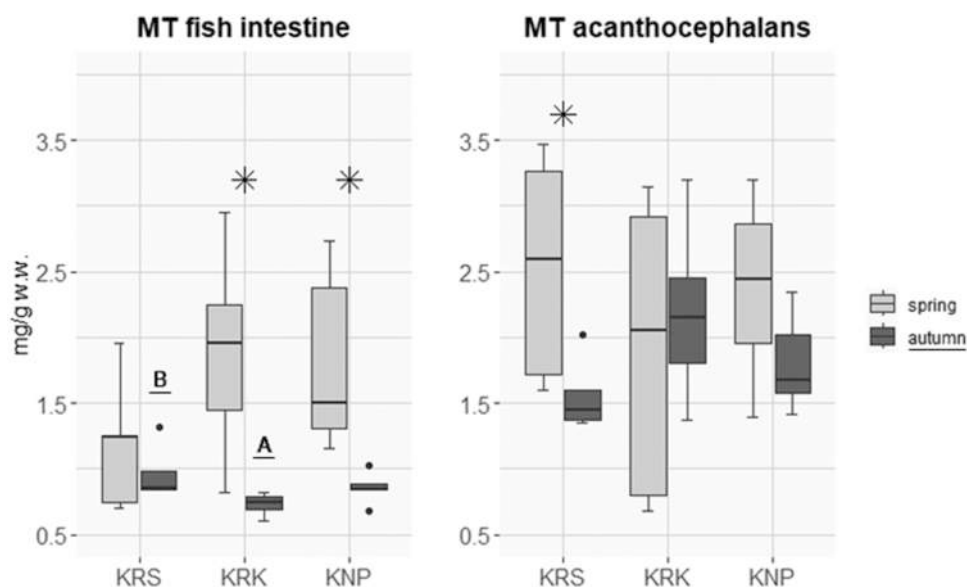 MT fish intestine
MT acanthocephalans
mg/g w.w.
3.5
2.5
1.5
0.5
B
A
KRS
KRK
KNP
3.5
2.5
1.5
0.5
KRS
KRK
KNP
spring
autumn